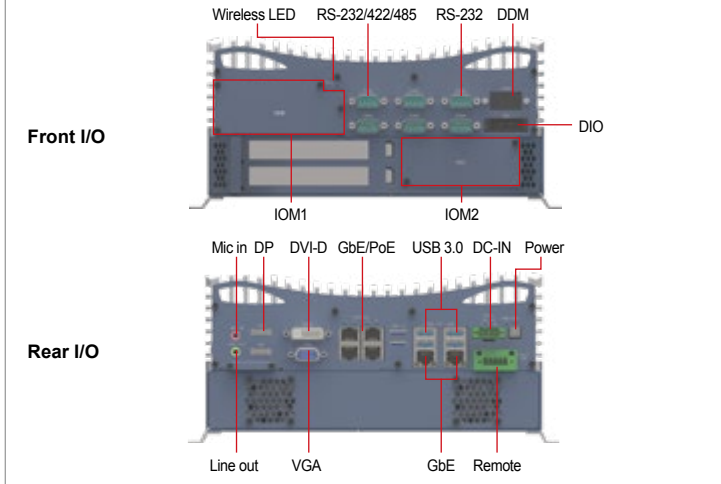 Wireless LED RS-232/422/485 RS-232 DDM
Front I/O
DIO
IOM1 IOM2
Mic in DP DVI-D GbE/PoE USB 3.0 DC-IN Power
Rear I/O
Line out VGA GbE Remote